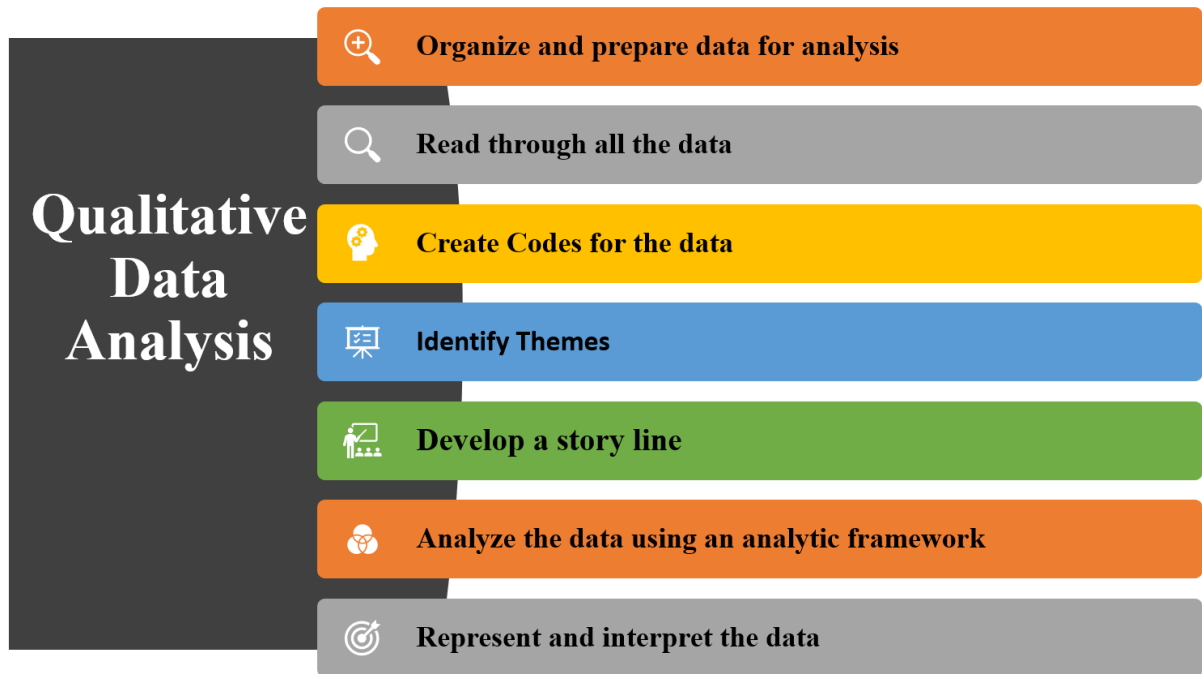 Qualitative
Data
Analysis
Organize and prepare data for analysis
Read through all the data
Create Codes for the data
Identify Themes
Develop a story line
Analyze the data using an analytic framework
Represent and interpret the data